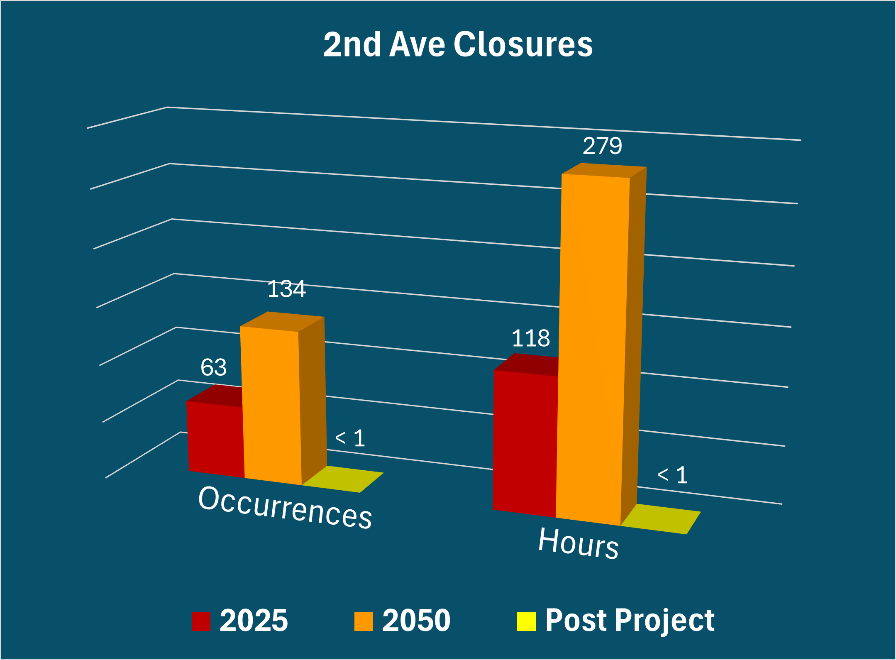 2nd Ave Closures
279
134
118
63
< 1
< 1
Occurrences
Hours
2025 2050 Post Project